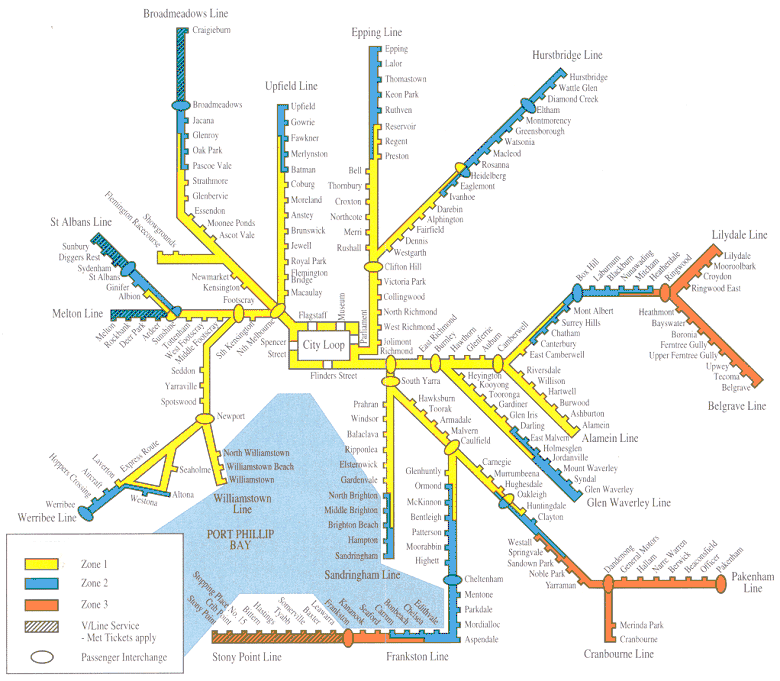 Broadmeadows Line
Craigieburn
Broadmeadows
Jacana
Glenroy
Oak Park
Pascoe Vale
Strathmore
Glenbervie
Essendon
Moonee Ponds
Ascot Vale
Showgrounds
Flemington Racecourse
Newmarket
Kensington
Upfield Line
Upfield
Gowrie
Fawkner
Merlynston
Batman
Coburg
Moreland
Anstey
Brunswick
Jewell
Royal Park
Flemington
Bridge
Macaulay
Epping Line
Epping
Lalor
Thomastown
Keon Park
Ruthven
Reservoir
Regent
Preston
Bell
Thornbury
Croxton
Northcote
Merri
Rushall
Clifton Hill
Victoria Park
Collingwood
North Richmond
West Richmond
Jolimont
Richmond
Hurstbridge Line
Hurstbridge
Wattle Glen
Diamond Creek
Eltham
Montmorency
Greensborough
Watsonia
Macleod
Rosanna
Heidelberg
Eaglemont
Ivanhoe
Darebin
Alphington
Fairfield
Dennis
Westgarth
St Albans Line
Sunbury
Diggers Rest
Sydenham
St Albans
Ginifer
Albion
Melton Line
Melton
Rockbank
Deer Park
Ardeer
Sunshine
Tottenham
West Footscray
Middle Footscray
Footscray
Sth Kensington
Nth Melbourne
Spencer
Street
Flagstaff
Museum
Parliament
City Loop
Flinders Street
Seddon
Yarraville
Spotswood
Newport
Express Route
Laverton
Aircraft
Hoppers Crossing
Werribee
Werribee Line
Westona
Altona
Seaholme
North Williamstown
Williamstown Beach
Williamstown
Williamstown
Line
PORT PHILLIP
BAY
East Richmond
Burnley
Hawthorn
Glenferrie
Auburn
Camberwell
East Camberwell
Canterbury
Chatham
Surrey Hills
Mont Albert
Box Hill
Laburnum
Blackburn
Nunawading
Mitcham
Heatherdale
Ringwood
Lilydale Line
Lilydale
Mooroolbark
Croydon
Ringwood East
Heathmont
Bayswater
Boronia
Ferntree Gully
Upper Ferntree Gully
Upwey
Tecoma
Belgrave
Belgrave Line
Riversdale
Willison
Hartwell
Burwood
Ashburton
Alamein
Alamein Line
Heyington
Kooyong
Tooronga
Gardiner
Glen Iris
Darling
East Malvern
Holmesglen
Jordanville
Mount Waverley
Syndal
Glen Waverley
Glen Waverley Line
South Yarra
Hawksburn
Toorak
Armadale
Malvern
Caulfield
Prahran
Windsor
Balaclava
Ripponlea
Elsternwick
Gardenvale
North Brighton
Middle Brighton
Brighton Beach
Hampton
Sandringham
Sandringham Line
Carnegie
Murrumbeena
Hughesdale
Oakleigh
Huntingdale
Clayton
Westall
Springvale
Sandown Park
Noble Park
Yarraman
Dandenong
General Motors
Hallam
Narre Warren
Berwick
Beaconsfield
Officer
Pakenham
Pakenham
Line
Merinda Park
Cranbourne
Cranbourne Line
Glenhuntly
Ormond
McKinnon
Bentleigh
Patterson
Moorabbin
Highett
Cheltenham
Mentone
Parkdale
Mordialloc
Aspendale
Edithvale
Chelsea
Bonbeach
Carrum
Seaford
Kananook
Frankston
Frankston Line
Leawarra
Baxter
Somerville
Tyabb
Hastings
Bittern
Stopping Place No. 15
Crib Point
Stony Point
Stony Point Line
Zone 1
Zone 2
Zone 3
V/Line Service
- Met Tickets apply
Passenger Interchange